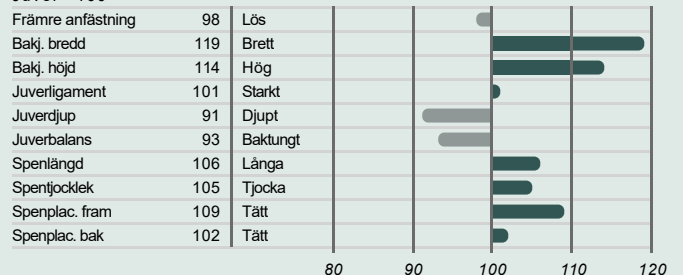 Främre anfästning 98 Lös
Bakj. bredd 119 Brett
Bakj. höjd 114 Hög
Juverligament 101 Starkt
Juverdjup 91 Djupt
Juverbalans 93 Baktungt
Spenlängd 106 Långa
Spentjocklek 105 Tjocka
Spenplac. fram 109 Tätt
Spenplac. bak 102 Tätt
80 90 100 110 120